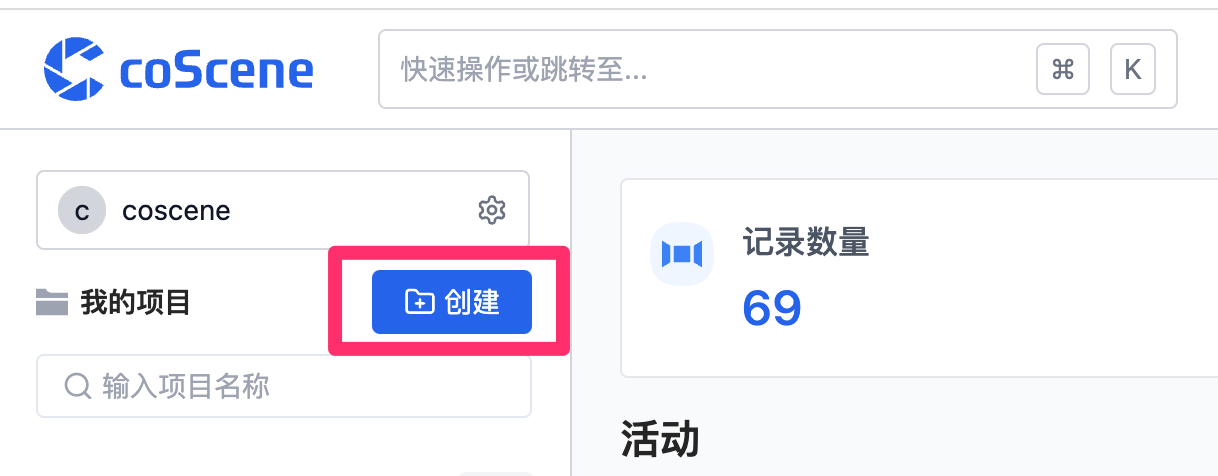 coScene
快速操作或跳转至...
⌘ K
c coscene
我的项目
创建
输入项目名称
记录数量
69
活动